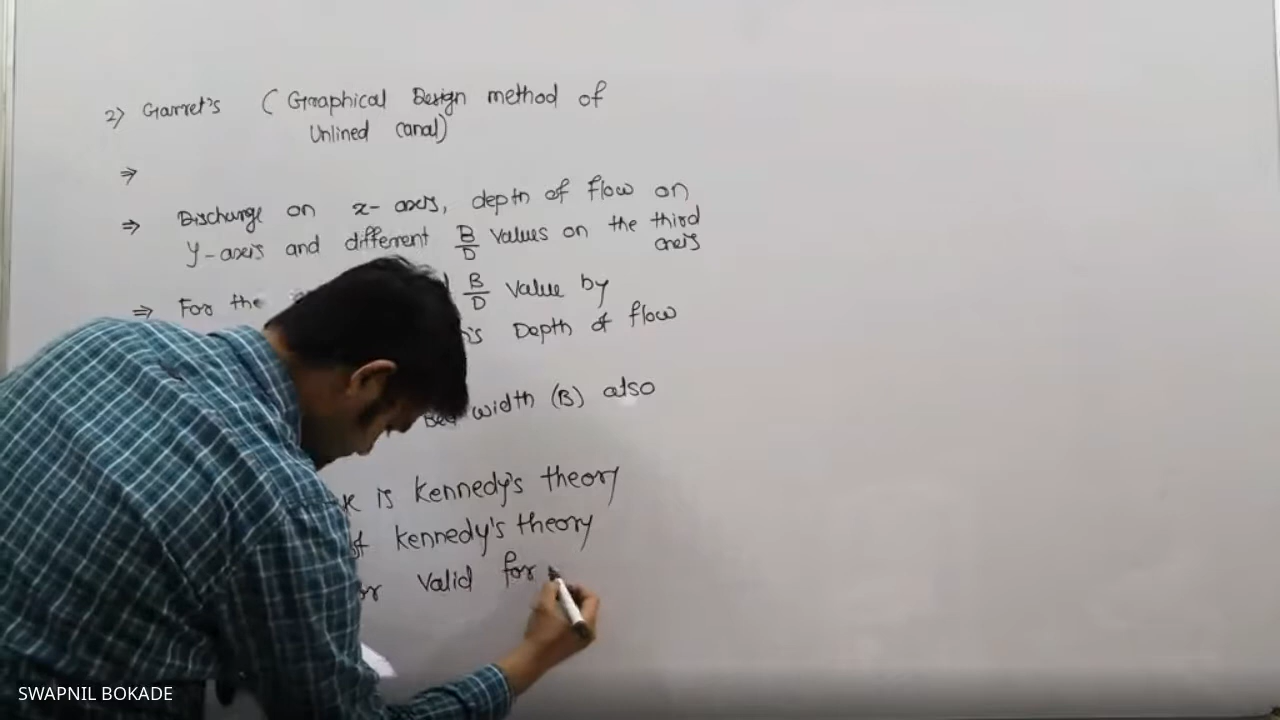 2) Garret's ( Graphical Design method of
Unlined Canal)
⇒
⇒ Discharge on x- axis, depth of flow on
y-axis and different B/D values on the third
axis
⇒ For the B/D value by
Depth of flow
Bed width (B) also
is Kennedy's theory
Kennedy's theory
or valid for
SWAPNIL BOKADE